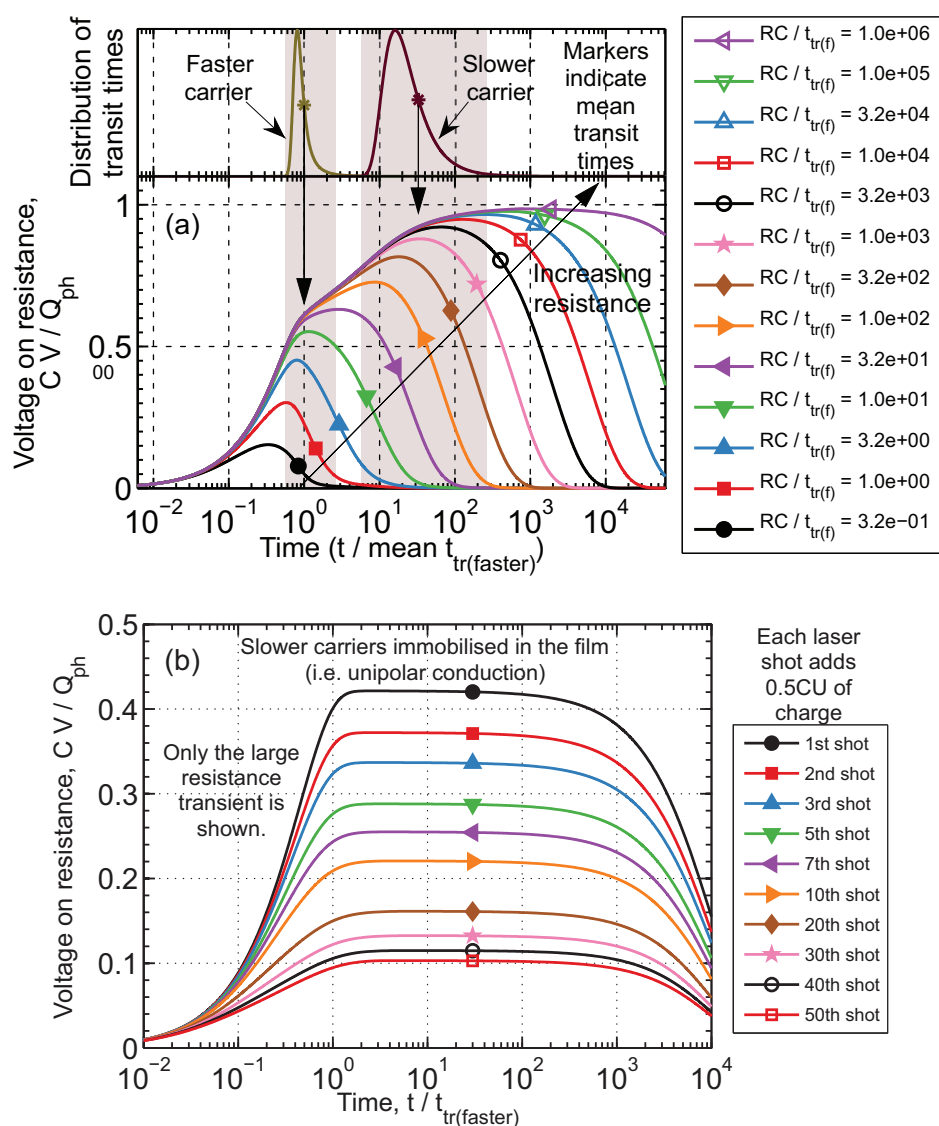 Distribution of
transit times
Faster
carrier
Slower
carrier
Markers
indicate
mean
transit
times
(a)
Increasing
resistance
Voltage on resistance,
C V / Q_ph
1
0.5
00
0
10^−2 10^−1 10^0 10^1 10^2 10^3 10^4
Time (t / mean t_tr(faster))
RC / t_tr(f) = 1.0e+06
RC / t_tr(f) = 1.0e+05
RC / t_tr(f) = 3.2e+04
RC / t_tr(f) = 1.0e+04
RC / t_tr(f) = 3.2e+03
RC / t_tr(f) = 1.0e+03
RC / t_tr(f) = 3.2e+02
RC / t_tr(f) = 1.0e+02
RC / t_tr(f) = 3.2e+01
RC / t_tr(f) = 1.0e+01
RC / t_tr(f) = 3.2e+00
RC / t_tr(f) = 1.0e+00
RC / t_tr(f) = 3.2e−01
(b)
Slower carriers immobilised in the film
(i.e. unipolar conduction)
Only the large
resistance
transient is
shown.
Voltage on resistance, C V / Q_ph
0.5
0.4
0.3
0.2
0.1
0
10^−2 10^−1 10^0 10^1 10^2 10^3 10^4
Time, t / t_tr(faster)
Each laser
shot adds
0.5CU of
charge
1st shot
2nd shot
3rd shot
5th shot
7th shot
10th shot
20th shot
30th shot
40th shot
50th shot